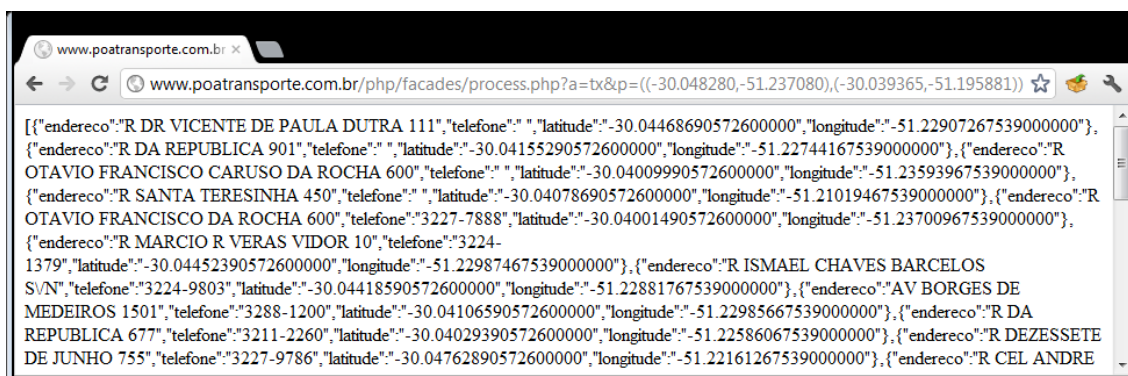 www.poatransporte.com.br
www.poatransporte.com.br/php/facades/process.php?a=tx&p=((-30.048280,-51.237080),(-30.039365,-51.195881))
[{"endereco":"R DR VICENTE DE PAULA DUTRA 111","telefone":" ","latitude":"-30.04468690572600000","longitude":"-51.22907267539000000"},
{"endereco":"R DA REPUBLICA 901","telefone":" ","latitude":"-30.04155290572600000","longitude":"-51.22744167539000000"},{"endereco":"R
OTAVIO FRANCISCO CARUSO DA ROCHA 600","telefone":" ","latitude":"-30.04009990572600000","longitude":"-51.23593967539000000"},
{"endereco":"R SANTA TERESINHA 450","telefone":" ","latitude":"-30.04078690572600000","longitude":"-51.21019467539000000"},{"endereco":"R
OTAVIO FRANCISCO DA ROCHA 600","telefone":"3227-7888","latitude":"-30.04001490572600000","longitude":"-51.23700967539000000"},
{"endereco":"R MARCIO R VERAS VIDOR 10","telefone":"3224-
1379","latitude":"-30.04452390572600000","longitude":"-51.22987467539000000"},{"endereco":"R ISMAEL CHAVES BARCELOS
S\/N","telefone":"3224-9803","latitude":"-30.04418590572600000","longitude":"-51.22881767539000000"},{"endereco":"AV BORGES DE
MEDEIROS 1501","telefone":"3288-1200","latitude":"-30.04106590572600000","longitude":"-51.22985667539000000"},{"endereco":"R DA
REPUBLICA 677","telefone":"3211-2260","latitude":"-30.04029390572600000","longitude":"-51.22586067539000000"},{"endereco":"R DEZESSETE
DE JUNHO 755","telefone":"3227-9786","latitude":"-30.04762890572600000","longitude":"-51.22161267539000000"},{"endereco":"R CEL ANDRE